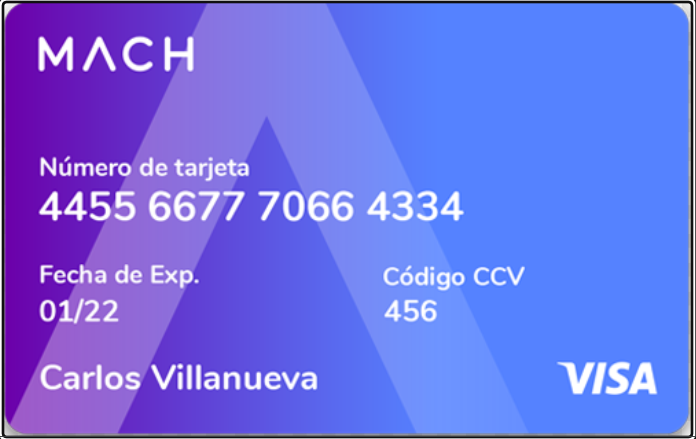 MACH
Número de tarjeta
4455 6677 7066 4334
Fecha de Exp.
Código CCV
01/22
456
Carlos Villanueva
VISA